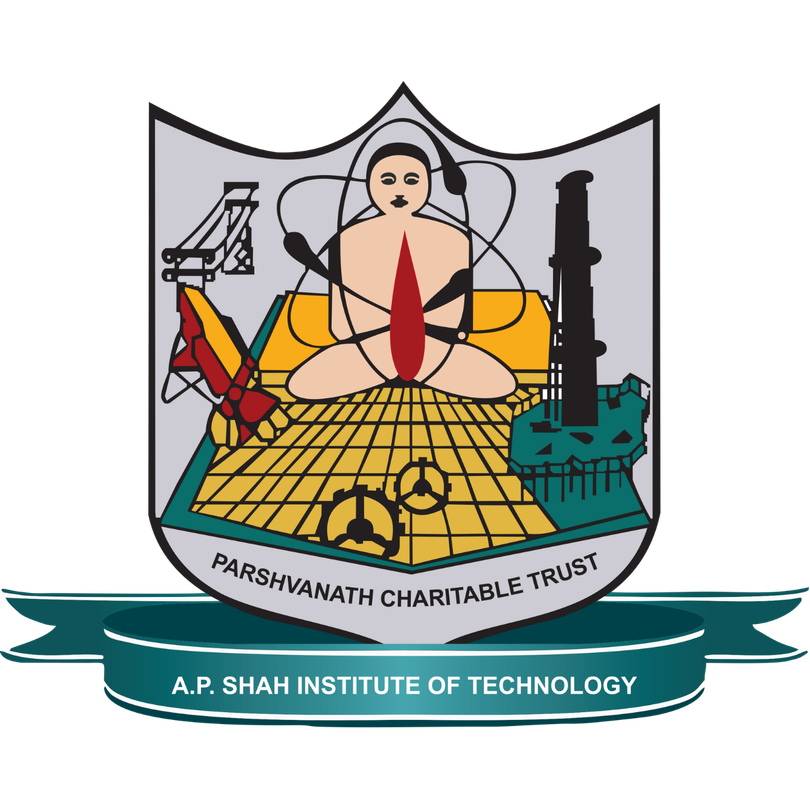 PARSHVANATH CHARITABLE TRUST
A.P. SHAH INSTITUTE OF TECHNOLOGY